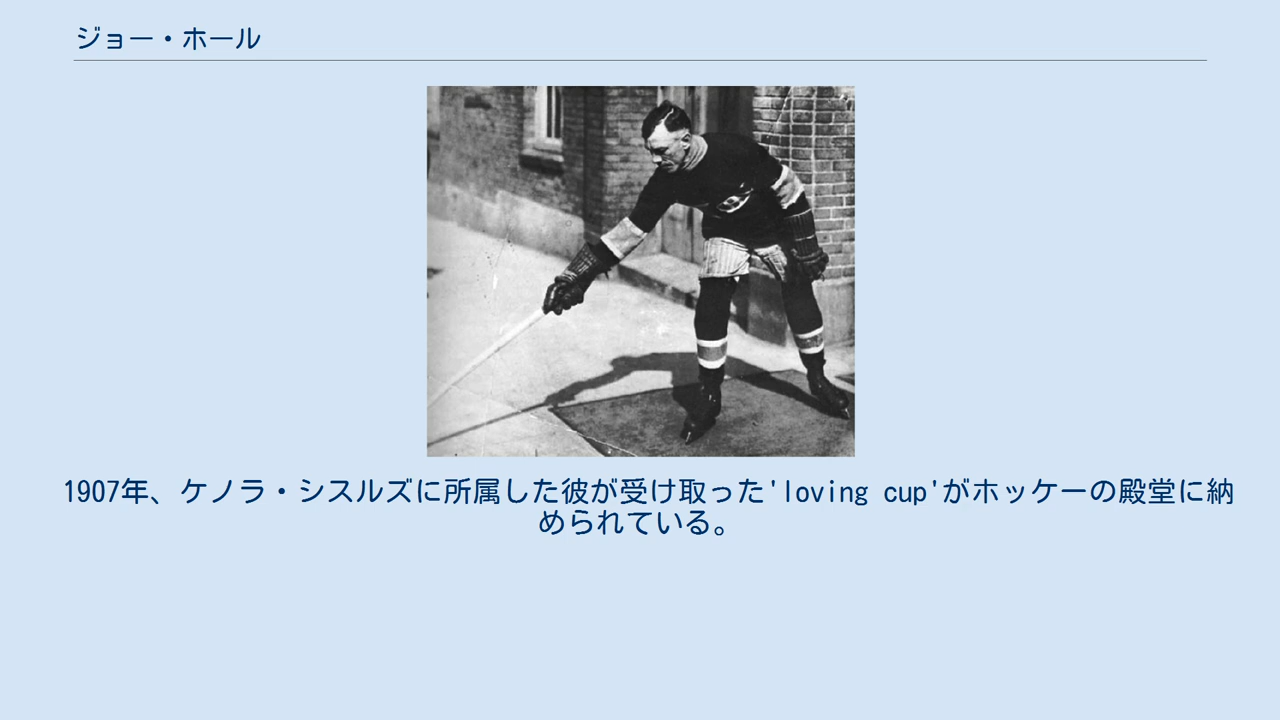 ジョー・ホール
1907年、ケノラ・シスルズに所属した彼が受け取った'loving cup'がホッケーの殿堂に納
められている。